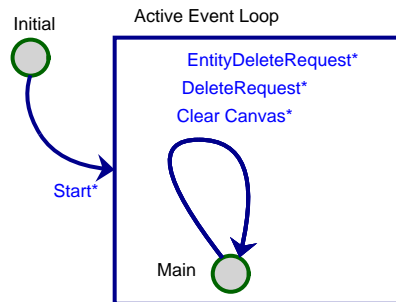 Active Event Loop
Initial
EntityDeleteRequest*
DeleteRequest*
Clear Canvas*
Start*
Main